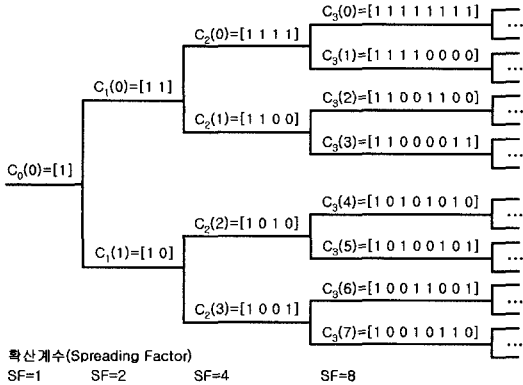 C₃(0)=[1 1 1 1 1 1 1 1]
C₂(0)=[1 1 1 1]
C₃(1)=[1 1 1 1 0 0 0 0]
C₁(0)=[1 1]
C₃(2)=[1 1 0 0 1 1 0 0]
C₂(1)=[1 1 0 0]
C₃(3)=[1 1 0 0 0 0 1 1]
C₀(0)=[1]
C₃(4)=[1 0 1 0 1 0 1 0]
C₂(2)=[1 0 1 0]
C₃(5)=[1 0 1 0 0 1 0 1]
C₁(1)=[1 0]
C₃(6)=[1 0 0 1 1 0 0 1]
C₂(3)=[1 0 0 1]
C₃(7)=[1 0 0 1 0 1 1 0]
확산계수(Spreading Factor)
SF=1 SF=2 SF=4 SF=8